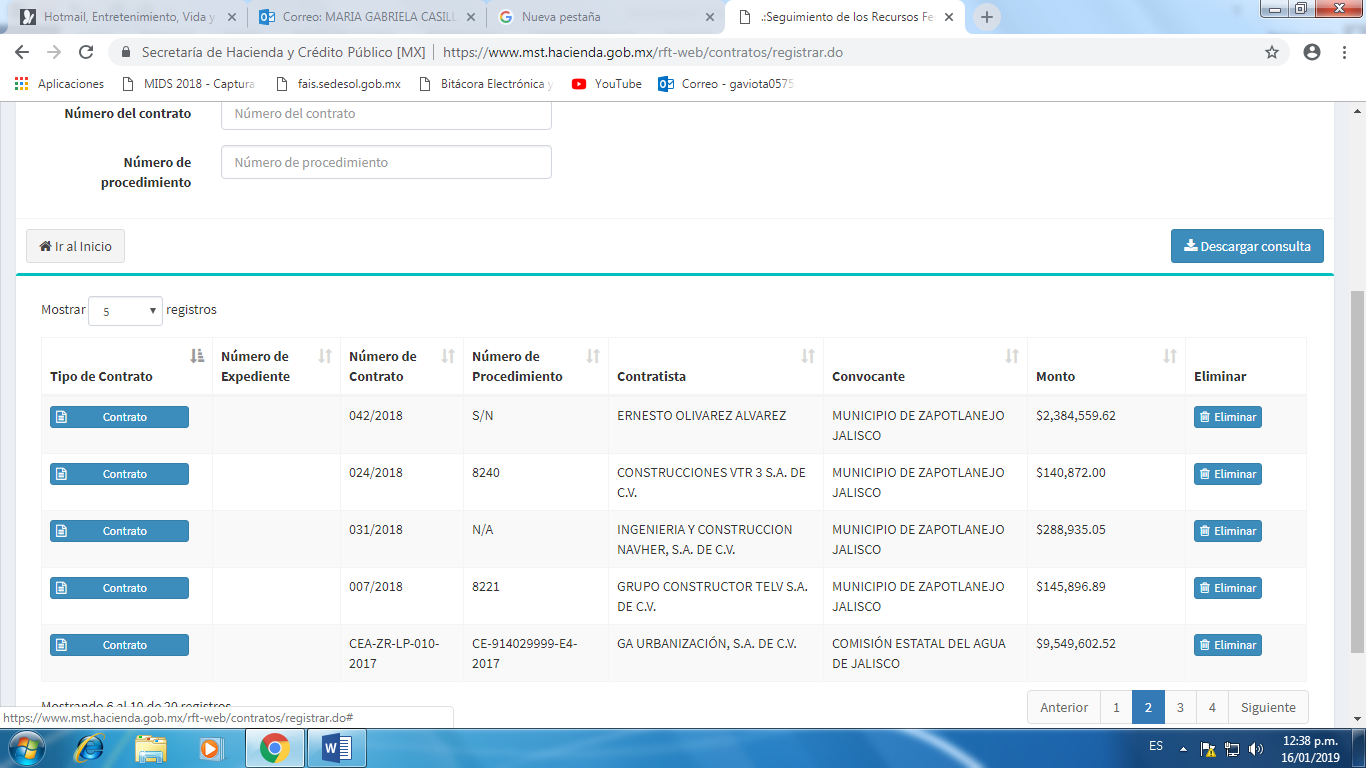 Hotmail, Entretenimiento, Vida y
Correo: MARIA GABRIELA CASILL
Nueva pestaña
.:Seguimiento de los Recursos Fe
Secretaría de Hacienda y Crédito Público [MX] | https://www.mst.hacienda.gob.mx/rft-web/contratos/registrar.do
Aplicaciones
MIDS 2018 - Captura
fais.sedesol.gob.mx
Bitácora Electrónica y
YouTube
Correo - gaviota0575
Número del contrato
Número del contrato
Número de
procedimiento
Número de procedimiento
Ir al Inicio
Descargar consulta
Mostrar 5 registros
Tipo de Contrato
Número de
Expediente
Número de
Contrato
Número de
Procedimiento
Contratista
Convocante
Monto
Eliminar
Contrato 042/2018 S/N ERNESTO OLIVAREZ ALVAREZ MUNICIPIO DE ZAPOTLANEJO $2,384,559.62 Eliminar
JALISCO
Contrato 024/2018 8240 CONSTRUCCIONES VTR 3 S.A. DE MUNICIPIO DE ZAPOTLANEJO $140,872.00 Eliminar
C.V. JALISCO
Contrato 031/2018 N/A INGENIERIA Y CONSTRUCCION MUNICIPIO DE ZAPOTLANEJO $288,935.05 Eliminar
NAVHER, S.A. DE C.V. JALISCO
Contrato 007/2018 8221 GRUPO CONSTRUCTOR TELV S.A. MUNICIPIO DE ZAPOTLANEJO $145,896.89 Eliminar
DE C.V. JALISCO
Contrato CEA-ZR-LP-010- CE-914029999-E4- GA URBANIZACIÓN, S.A. DE C.V. COMISIÓN ESTATAL DEL AGUA $9,549,602.52 Eliminar
2017 2017 DE JALISCO
Mostrando 6 al 10 de 20 registros
Anterior 1 2 3 4 Siguiente
https://www.mst.hacienda.gob.mx/rft-web/contratos/registrar.do#
ES
12:38 p.m.
16/01/2019